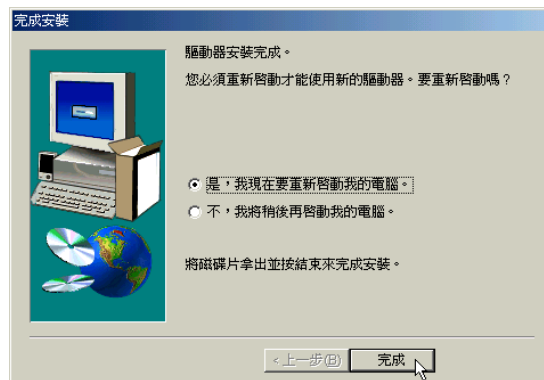 完成安裝
驅動器安裝完成。
您必須重新啓動才能使用新的驅動器。要重新啓動嗎？
是，我現在要重新啓動我的電腦。
不，我將稍後再啓動我的電腦。
將磁碟片拿出並按結束來完成安裝。
<上一步(B)
完成